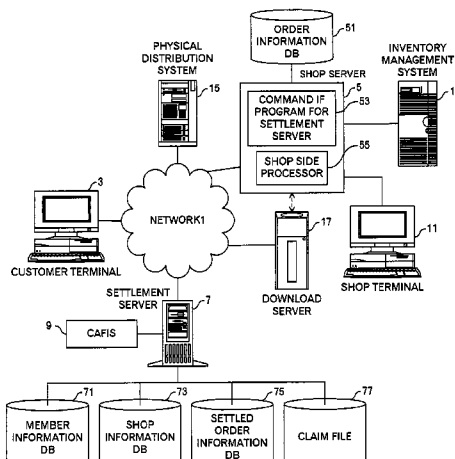 ORDER
INFORMATION
DB
51
SHOP SERVER
PHYSICAL
DISTRIBUTION
SYSTEM
15
INVENTORY
MANAGEMENT
SYSTEM
1
5
COMMAND IF
PROGRAM FOR
SETTLEMENT
SERVER
53
SHOP SIDE
PROCESSOR
55
3
CUSTOMER TERMINAL
NETWORK1
17
DOWNLOAD
SERVER
11
SHOP TERMINAL
SETTLEMENT
SERVER
7
9
CAFIS
71
MEMBER
INFORMATION
DB
73
SHOP
INFORMATION
DB
75
SETTLED
ORDER
INFORMATION
DB
77
CLAIM FILE